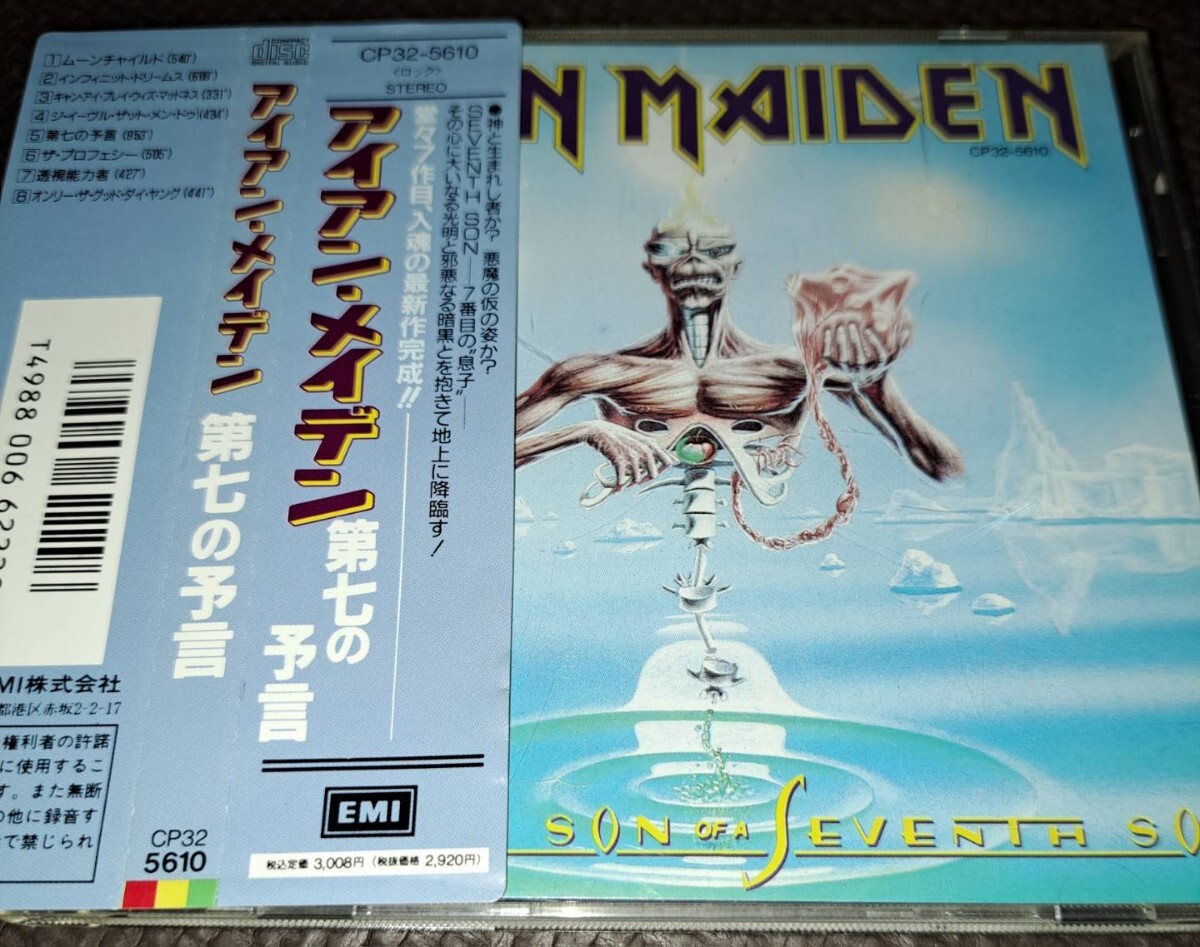 1 ムーンチャイルド (5'40")
2 インフィニット・ドリームス (6'08")
3 キャン・アイ・プレイ・ウィズ・マッドネス (3'31")
4 ジ・イーヴル・ザット・メン・ドゥ (4'34")
5 第七の予言 (9'53")
6 ザ・プロフェシー (5'05")
7 透視能力者 (4'27")
8 オンリー・ザ・グッド・ダイ・ヤング (4'41")
T4988 006 6
MI株式会社
都港区赤坂2-2-17
権利者の許諾
に使用するこ
す。また無断
の他に録音す
で禁じられ
COMPACT
disc
DIGITAL AUDIO
アイアン・メイデン
第七の予言
CP32
5610
CP32-5610
〈ロック〉
STEREO
●神と生まれし者か? 悪魔の仮の姿か?
SEVENTH SON——7番目の"息子"——
その心に大いなる光明と邪悪なる暗黒とを抱きて地上に降臨す!
堂々7作目、入魂の最新作完成!!
アイアン・メイデン
第七の
予言
EMI
税込定価 3,008円 (税抜価格 2,920円)
N MAIDEN
CP32-5610
SON OF A SEVENTH SO